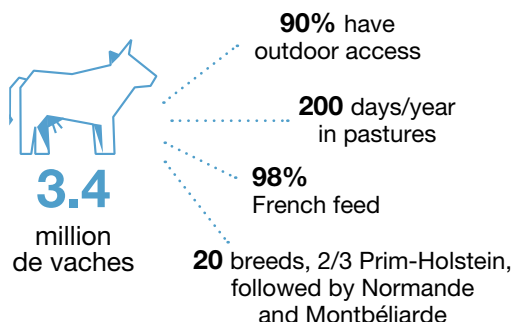 90% have
outdoor access
200 days/year
in pastures
3.4
million
de vaches
98%
French feed
20 breeds, 2/3 Prim-Holstein,
followed by Normande
and Montbéliarde